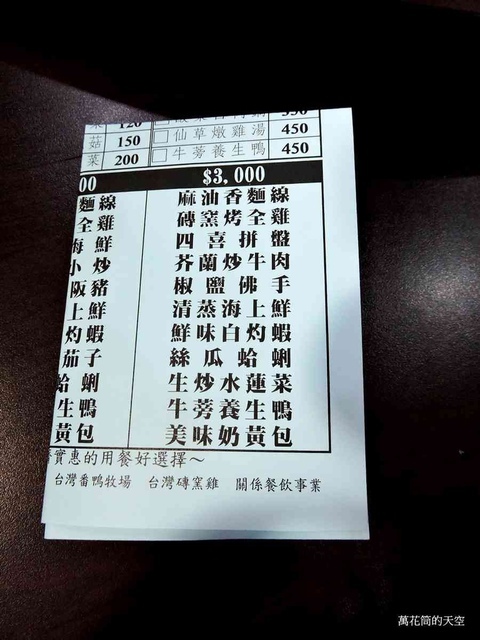 120
菇 150 □仙草燉雞湯 450
菜 200 □牛蒡養生鴨 450
00 $3,000
麵線 麻油香麵線
全雞 磚窯烤全雞
海鮮 四喜拼盤
小炒 芥蘭炒牛肉
阪豬 椒鹽佛手
上鮮 清蒸海上鮮
灼蝦 鮮味白灼蝦
茄子 絲瓜蛤蜊
蛤蜊 生炒水蓮菜
生鴨 牛蒡養生鴨
黃包 美味奶黃包
實惠的用餐好選擇～
台灣番鴨牧場 台灣磚窯雞 關係餐飲事業
萬花筒的天空